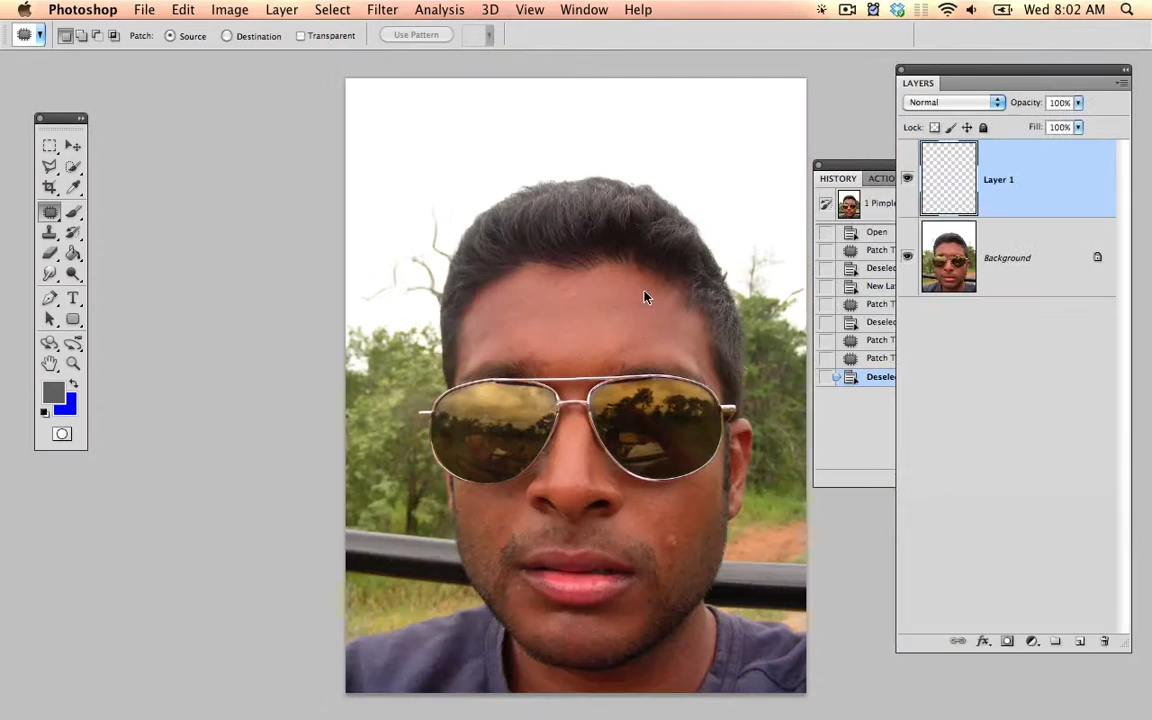 Photoshop File Edit Image Layer Select Filter Analysis 3D View Window Help Wed 8:02 AM
Patch: Source Destination Transparent Use Pattern
LAYERS
Normal Opacity: 100%
Lock: Fill: 100%
Layer 1
Background
HISTORY ACTIO
1 Pimple
Open
Patch T
Deselec
New La
Patch T
Deselec
Patch T
Patch T
Deselec
T